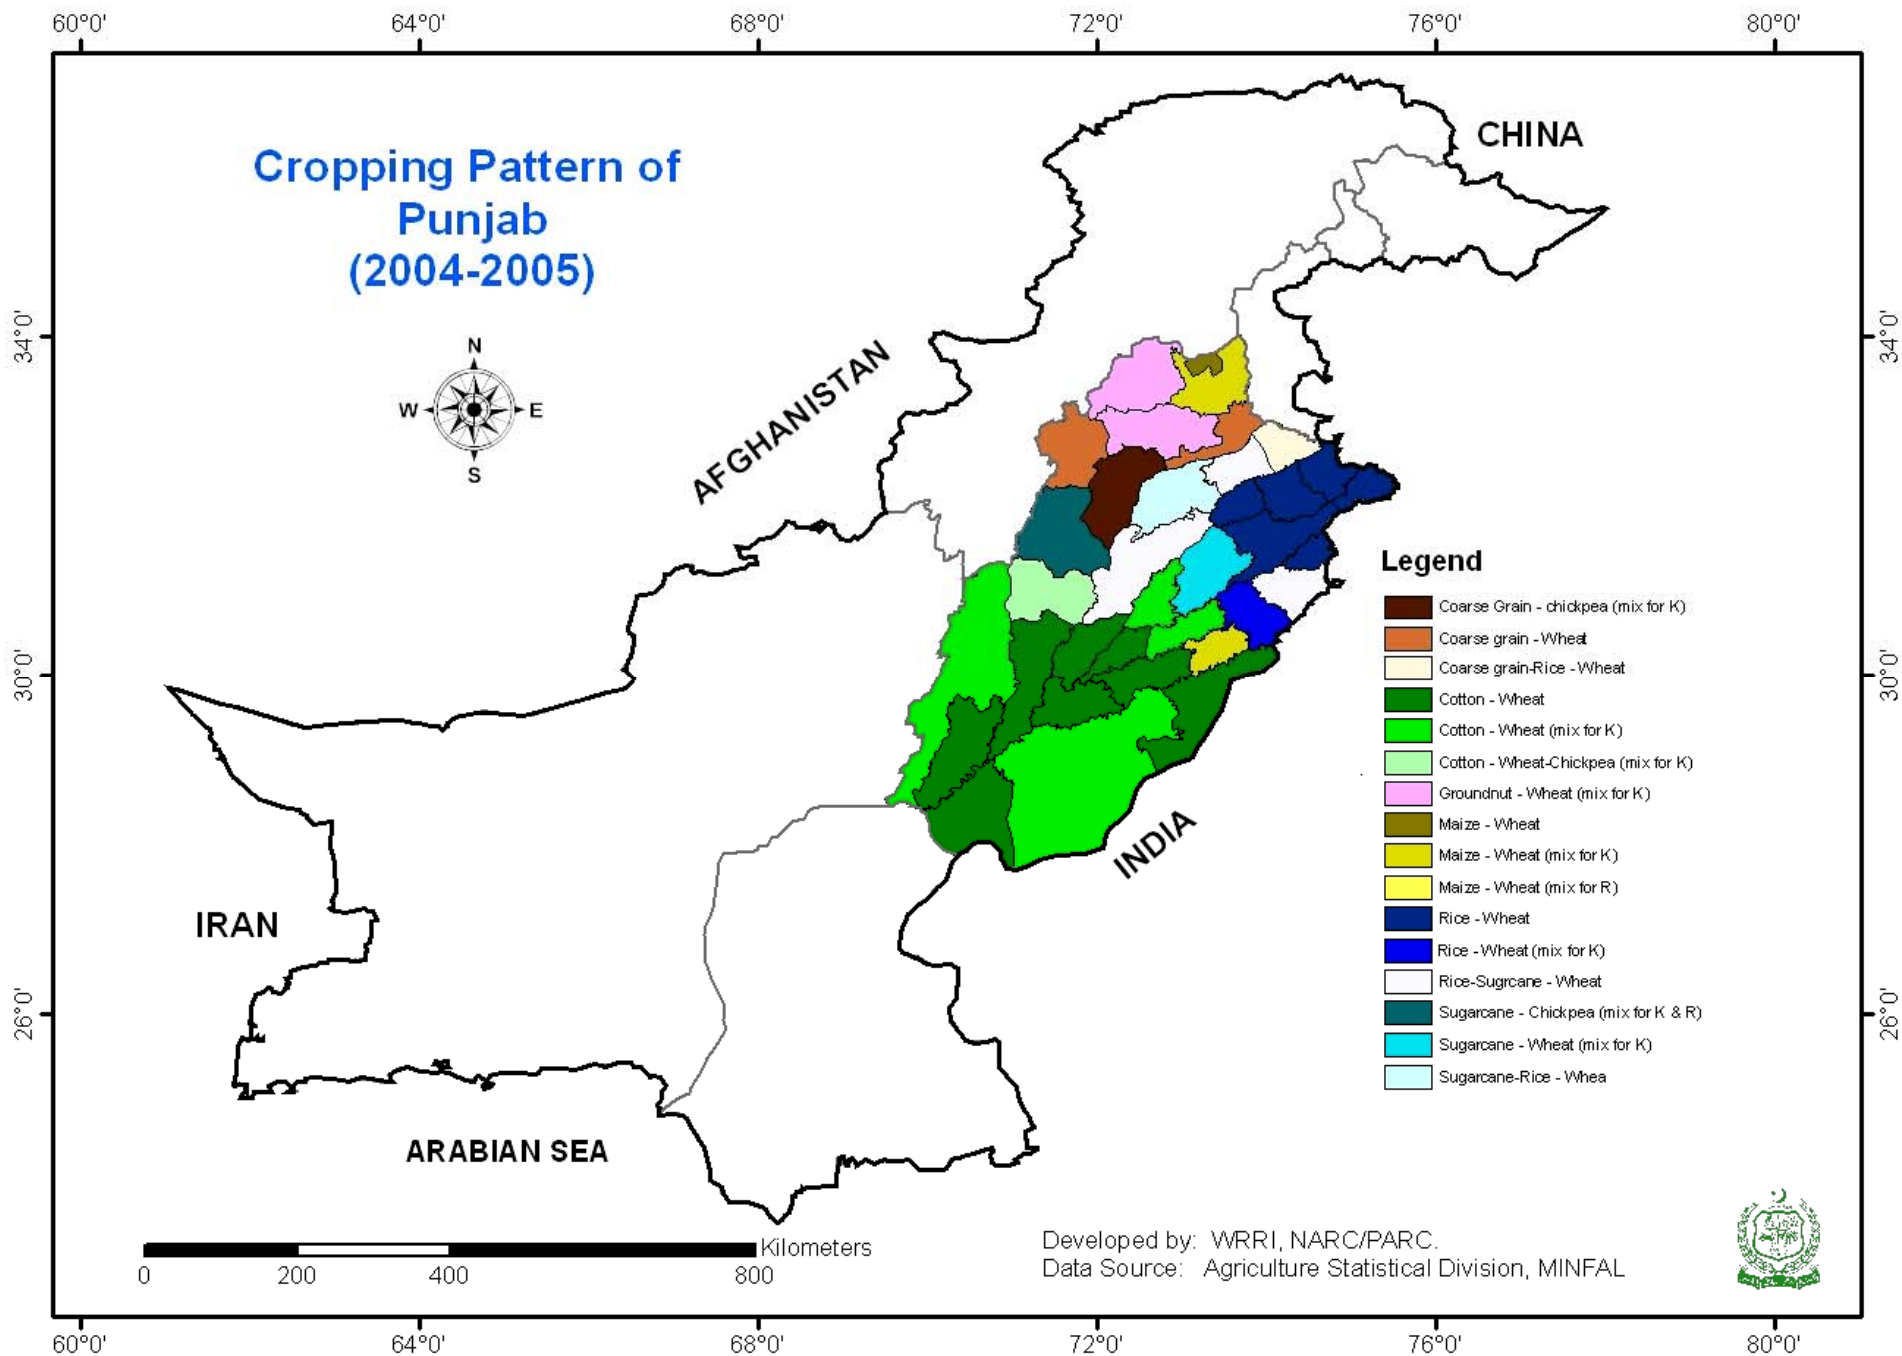 60°0'
64°0'
68°0'
72°0'
76°0'
80°0'
Cropping Pattern of
Punjab
(2004-2005)
CHINA
34°0'
34°0'
N
W
E
S
AFGHANISTAN
Legend
Coarse Grain - chickpea (mix for K)
Coarse grain - Wheat
Coarse grain-Rice - Wheat
Cotton - Wheat
Cotton - Wheat (mix for K)
Cotton - Wheat-Chickpea (mix for K)
Groundnut - Wheat (mix for K)
Maize - Wheat
Maize - Wheat (mix for K)
Maize - Wheat (mix for R)
Rice - Wheat
Rice - Wheat (mix for K)
Rice-Sugrcane - Wheat
Sugarcane - Chickpea (mix for K & R)
Sugarcane - Wheat (mix for K)
Sugarcane-Rice - Whea
30°0'
30°0'
INDIA
IRAN
26°0'
26°0'
ARABIAN SEA
Kilometers
0
200
400
800
Developed by: WRRI, NARC/PARC.
Data Source: Agriculture Statistical Division, MINFAL
60°0'
64°0'
68°0'
72°0'
76°0'
80°0'